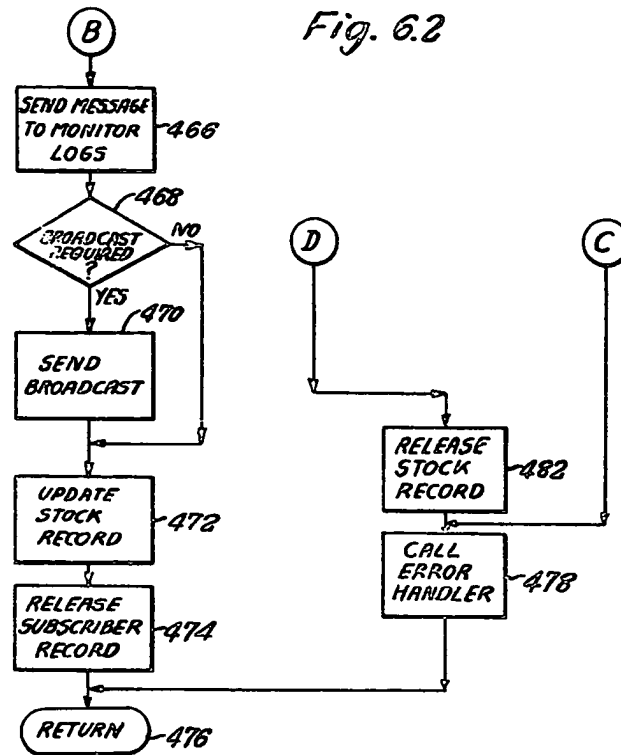 B
Fig. 6.2
SEND MESSAGE
TO MONITOR
LOGS
466
468
BROADCAST
REQUIRED
?
NO
YES
470
SEND
BROADCAST
UPDATE
STOCK
RECORD
472
RELEASE
SUBSCRIBER
RECORD
474
RETURN
476
D
C
RELEASE
STOCK
RECORD
482
CALL
ERROR
HANDLER
478